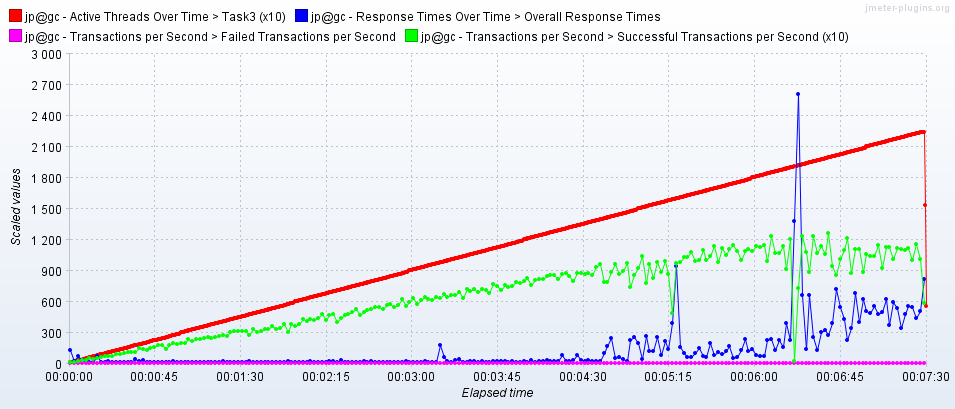 jmeter-plugins.org
jp@gc - Active Threads Over Time > Task3 (x10) jp@gc - Response Times Over Time > Overall Response Times
jp@gc - Transactions per Second > Failed Transactions per Second jp@gc - Transactions per Second > Successful Transactions per Second (x10)
3 000
2 700
2 400
2 100
1 800
1 500
1 200
900
600
300
0
Scaled values
00:00:00 00:00:45 00:01:30 00:02:15 00:03:00 00:03:45 00:04:30 00:05:15 00:06:00 00:06:45 00:07:30
Elapsed time